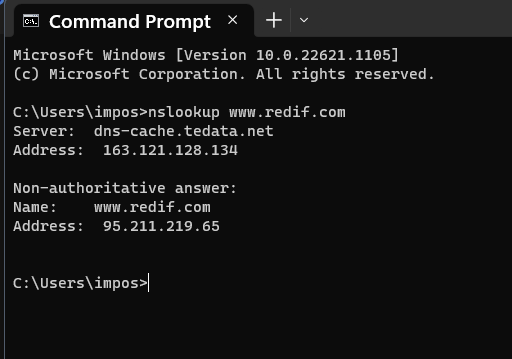 Command Prompt
Microsoft Windows [Version 10.0.22621.1105]
(c) Microsoft Corporation. All rights reserved.
C:\Users\impos>nslookup www.redif.com
Server:  dns-cache.tedata.net
Address:  163.121.128.134
Non-authoritative answer:
Name:    www.redif.com
Address:  95.211.219.65
C:\Users\impos>